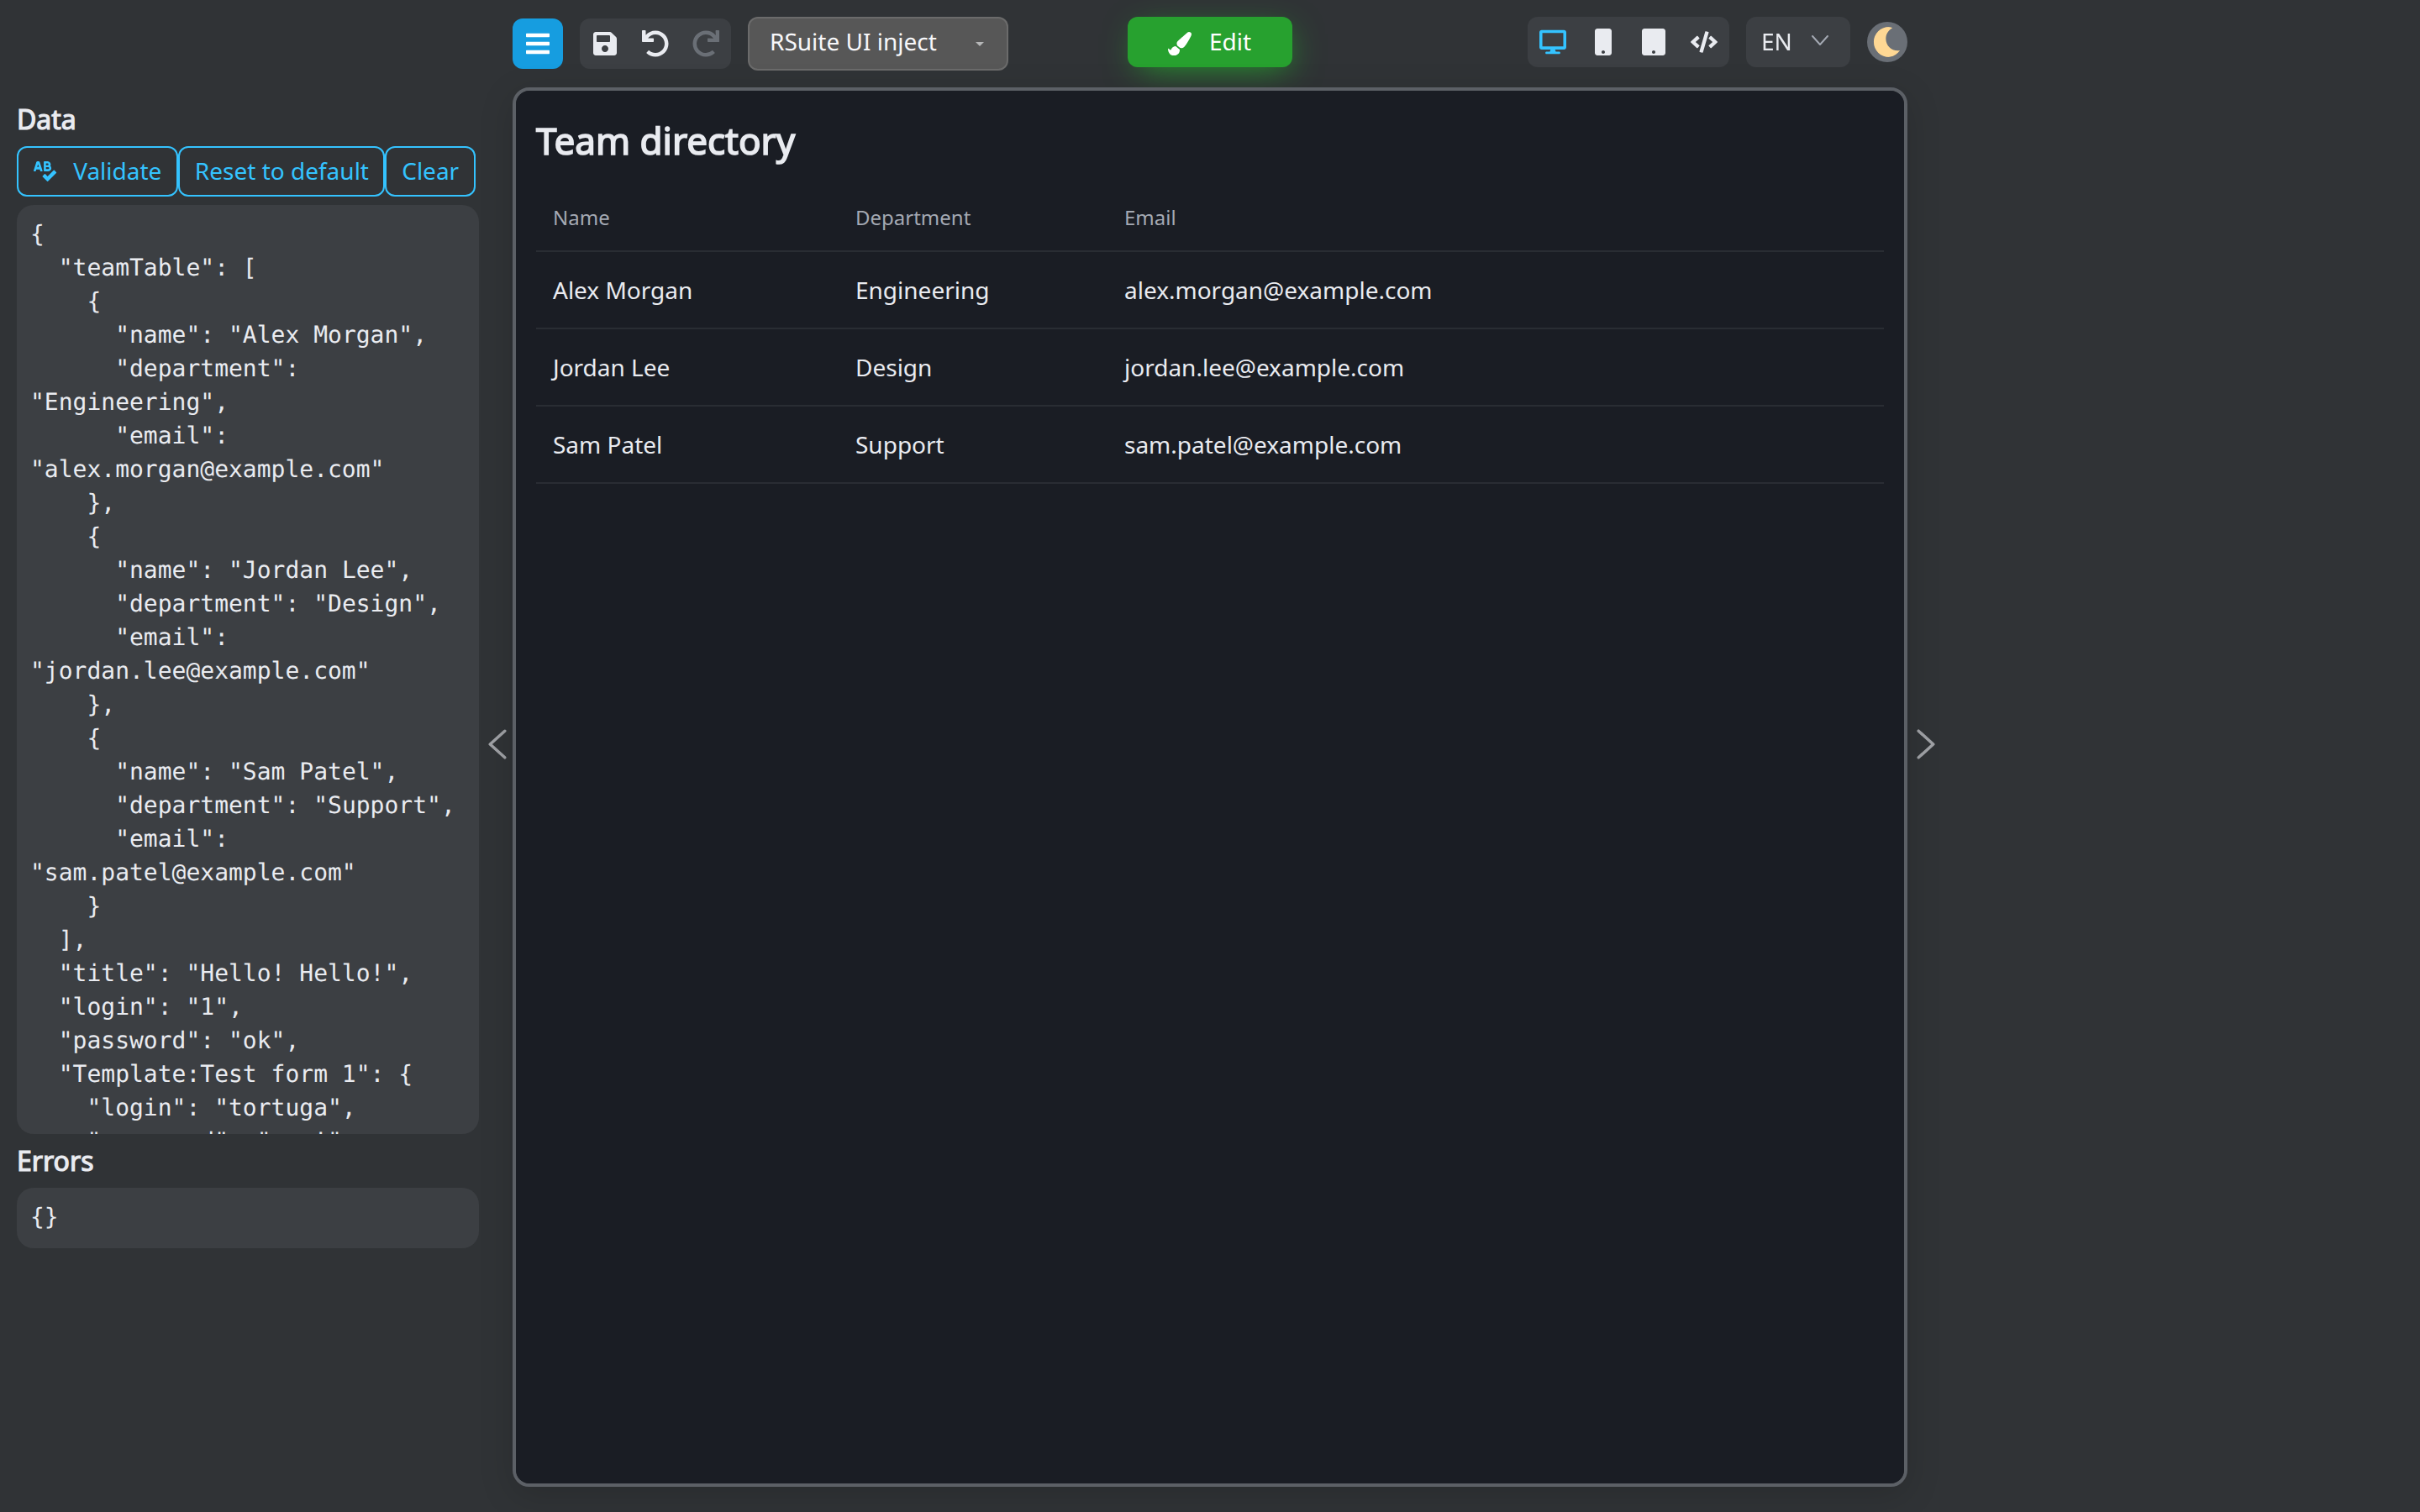 RSuite UI inject
Edit
EN
Data
Validate
Reset to default
Clear
{
  "teamTable": [
    {
      "name": "Alex Morgan",
      "department":
"Engineering",
      "email":
"alex.morgan@example.com"
    },
    {
      "name": "Jordan Lee",
      "department": "Design",
      "email":
"jordan.lee@example.com"
    },
    {
      "name": "Sam Patel",
      "department": "Support",
      "email":
"sam.patel@example.com"
    }
  ],
  "title": "Hello! Hello!",
  "login": "1",
  "password": "ok",
  "Template:Test form 1": {
    "login": "tortuga",
Errors
{}
Team directory
Name Department Email
Alex Morgan Engineering alex.morgan@example.com
Jordan Lee Design jordan.lee@example.com
Sam Patel Support sam.patel@example.com